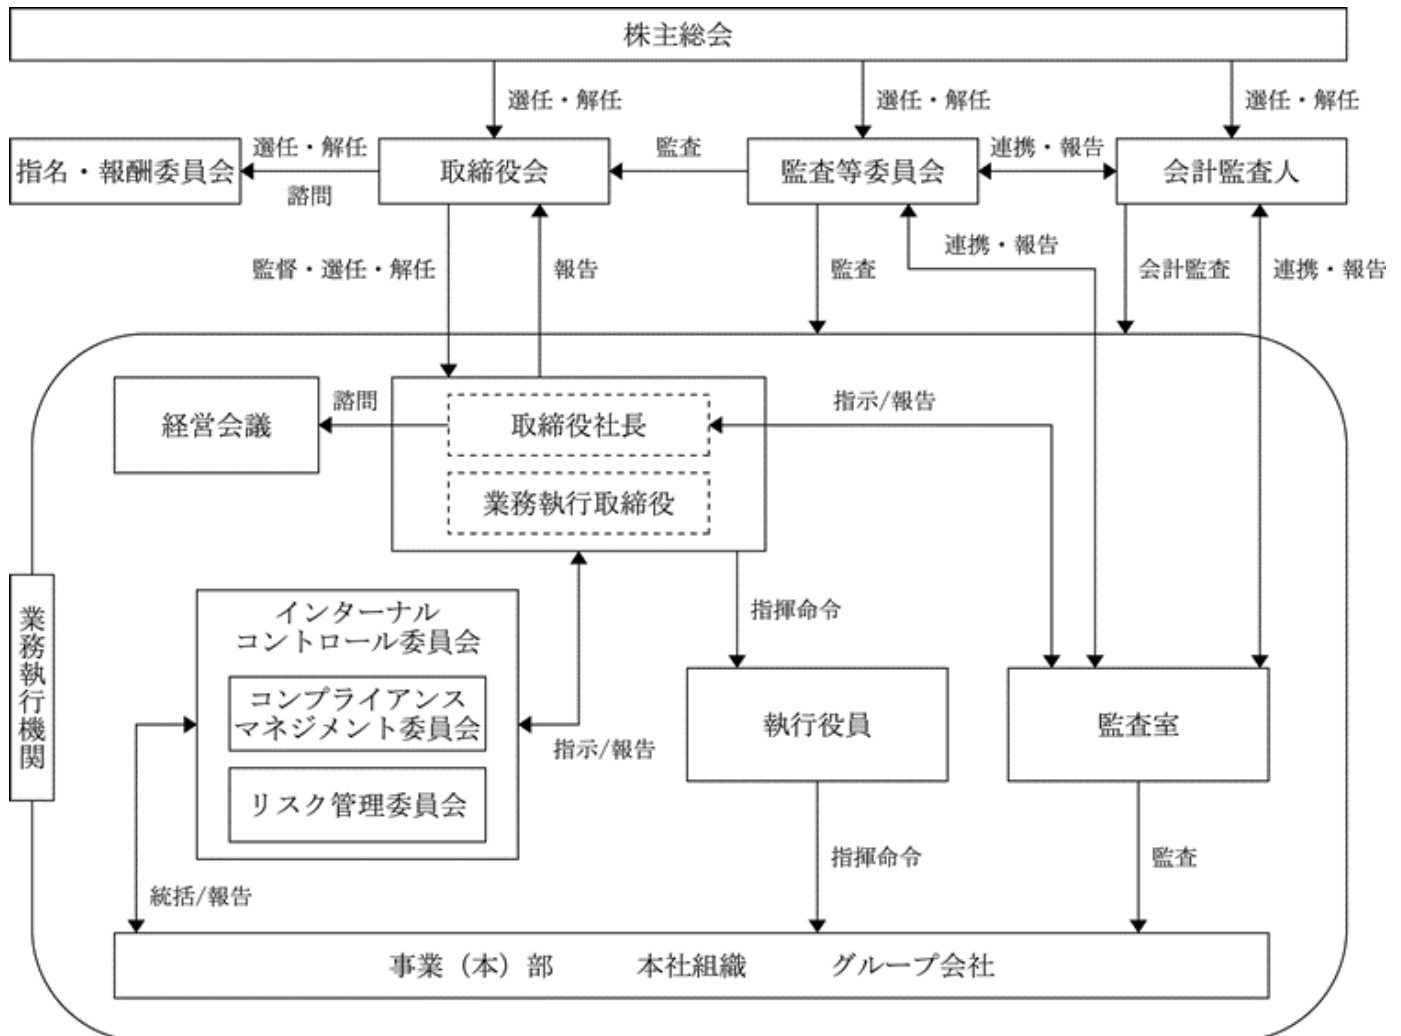 株主総会
選任・解任
選任・解任
選任・解任
指名・報酬委員会
選任・解任
諮問
取締役会
監査
監査等委員会
連携・報告
会計監査人
監督・選任・解任
報告
監査
連携・報告
会計監査
連携・報告
経営会議
諮問
取締役社長
業務執行取締役
指示/報告
業務執行機関
インターナル
コントロール委員会
コンプライアンス
マネジメント委員会
リスク管理委員会
指示/報告
指揮命令
執行役員
監査室
統括/報告
指揮命令
監査
事業（本）部 本社組織 グループ会社